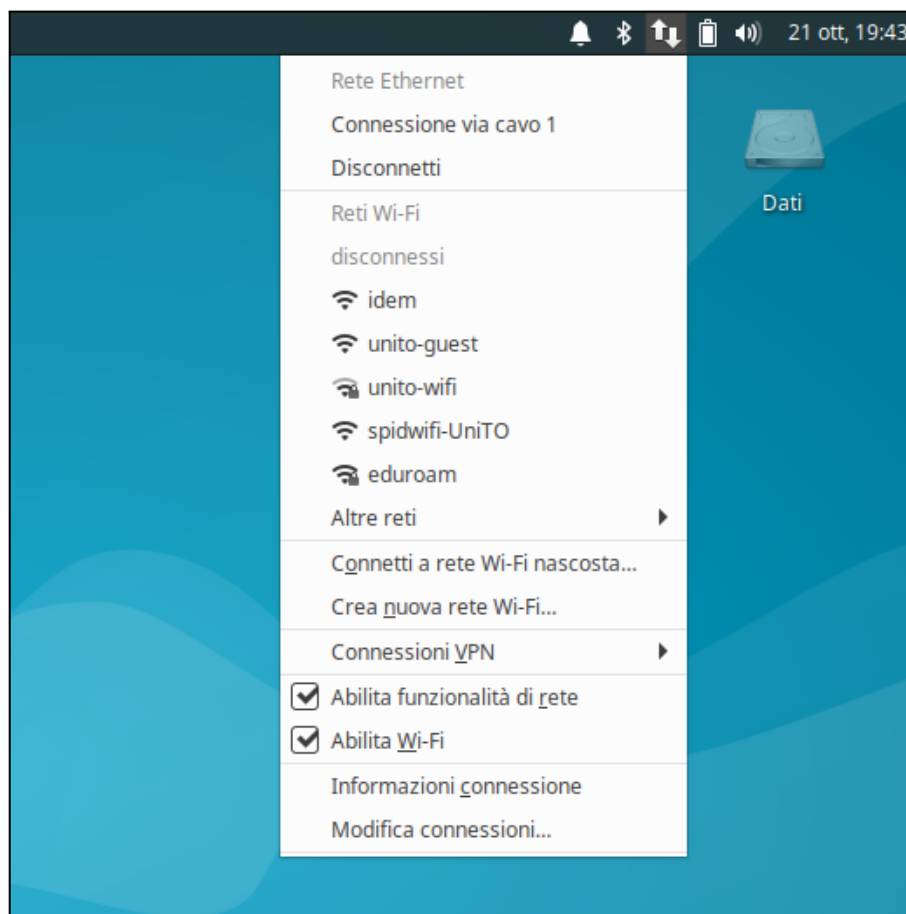 21 ott, 19:43
Rete Ethernet
Connessione via cavo 1
Disconnetti
Dati
Reti Wi-Fi
disconnessi
idem
unito-guest
unito-wifi
spidwifi-UniTO
eduroam
Altre reti
Connetti a rete Wi-Fi nascosta...
Crea nuova rete Wi-Fi...
Connessioni VPN
Abilita funzionalità di rete
Abilita Wi-Fi
Informazioni connessione
Modifica connessioni...